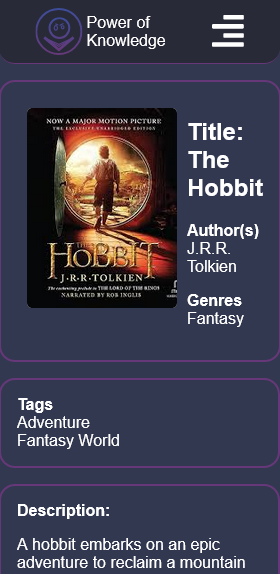 Power of
Knowledge
NOW A MAJOR MOTION PICTURE
THE EXCLUSIVE UNABRIDGED EDITION
THE
HOBBIT
J·R·R·TOLKIEN
The enchanting prelude to THE LORD OF THE RINGS
NARRATED BY ROB INGLIS
Title:
The
Hobbit
Author(s)
J.R.R.
Tolkien
Genres
Fantasy
Tags
Adventure
Fantasy World
Description:
A hobbit embarks on an epic
adventure to reclaim a mountain